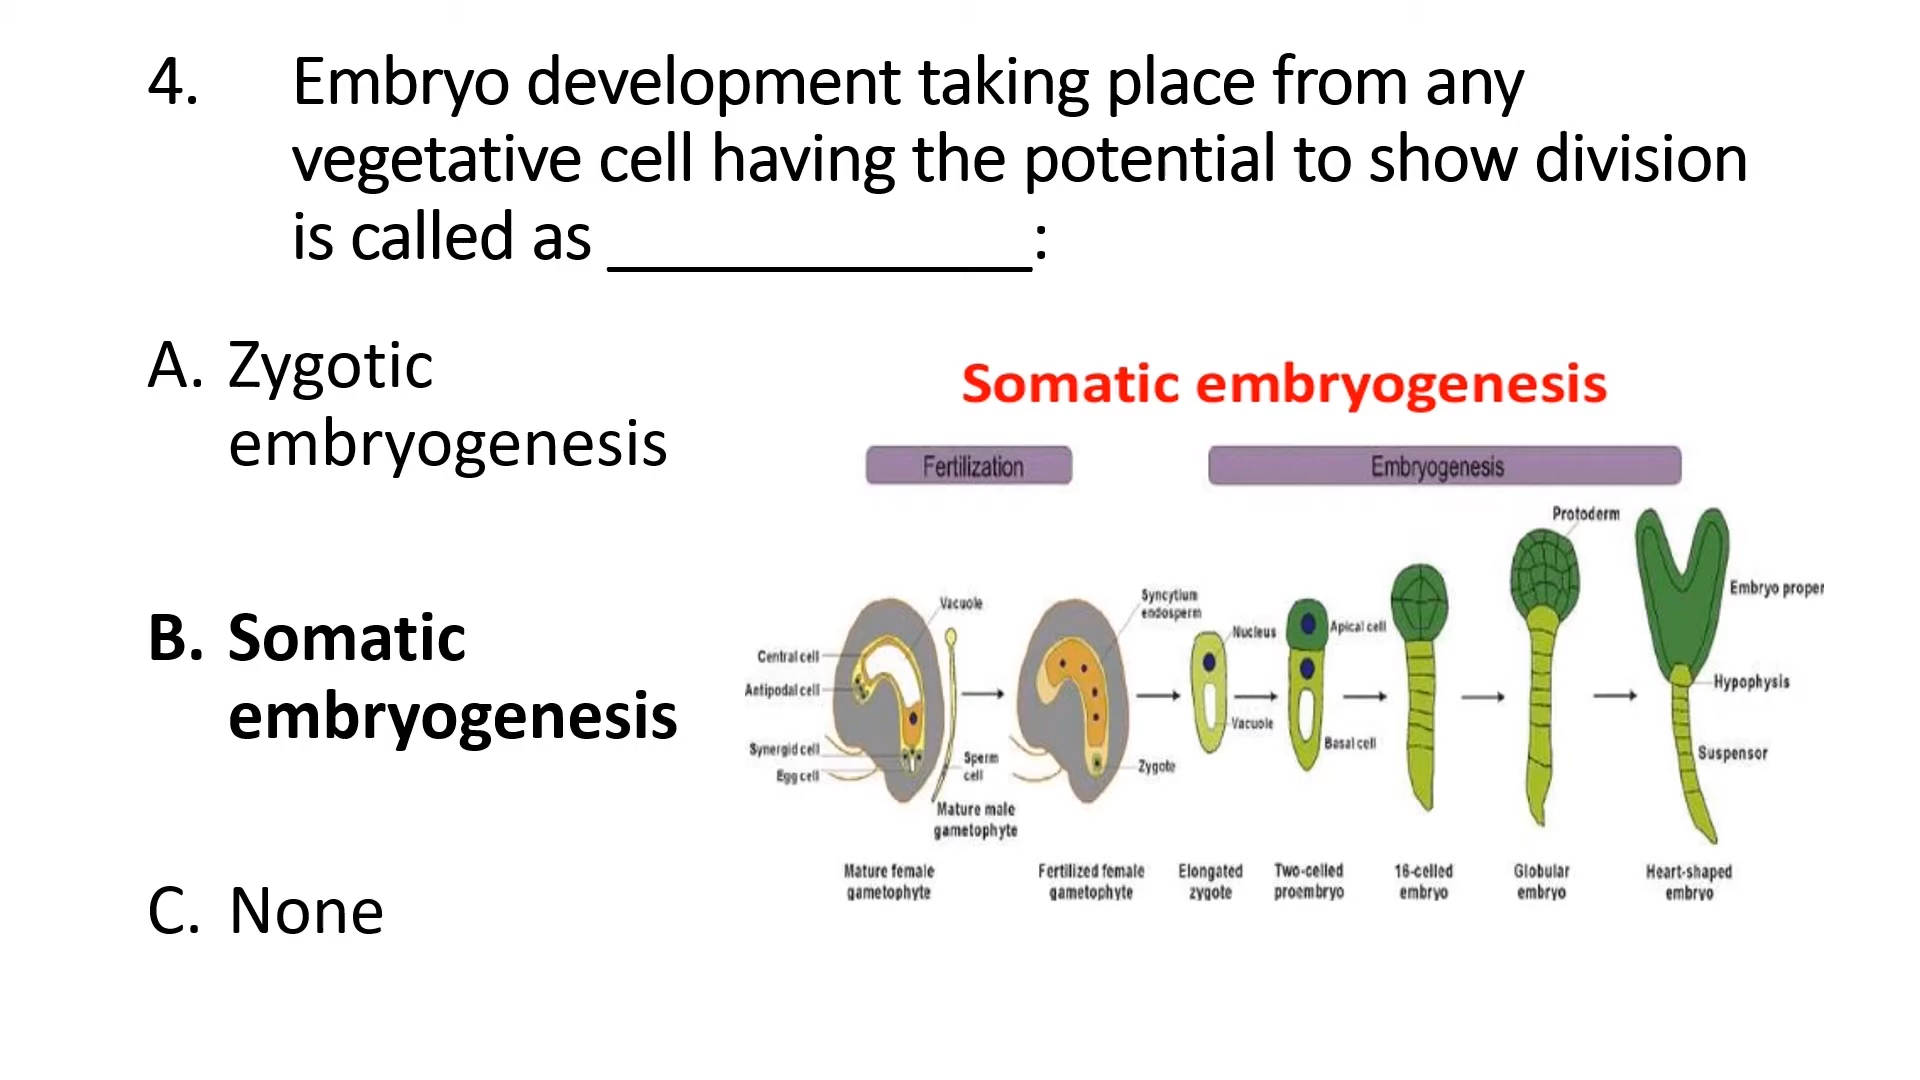 4. Embryo development taking place from any
vegetative cell having the potential to show division
is called as _____________:
A. Zygotic
embryogenesis
B. Somatic
embryogenesis
C. None
Somatic embryogenesis
Fertilization
Embryogenesis
Vacuole
Central cell
Antipodal cell
Synergid cell
Egg cell
Sperm
cell
Mature male
gametophyte
Mature female
gametophyte
Syncytium
endosperm
Zygote
Fertilized female
gametophyte
Nucleus
Vacuole
Elongated
zygote
Apical cell
Basal cell
Two-celled
proembryo
16-celled
embryo
Protoderm
Globular
embryo
Embryo proper
Hypophysis
Suspensor
Heart-shaped
embryo